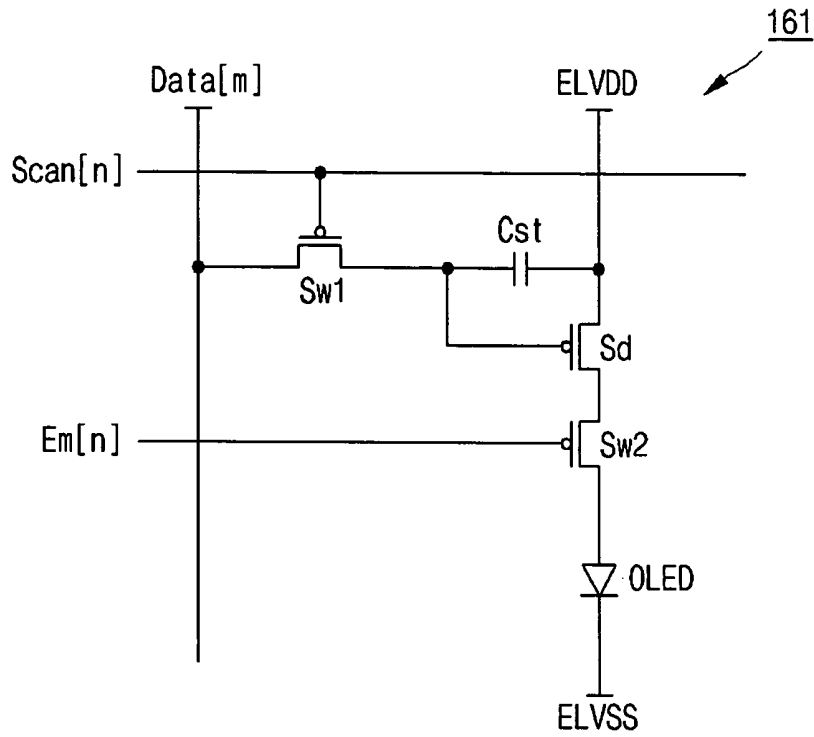 161
Data[m]
ELVDD
Scan[n]
Cst
Sw1
Sd
Em[n]
Sw2
OLED
ELVSS